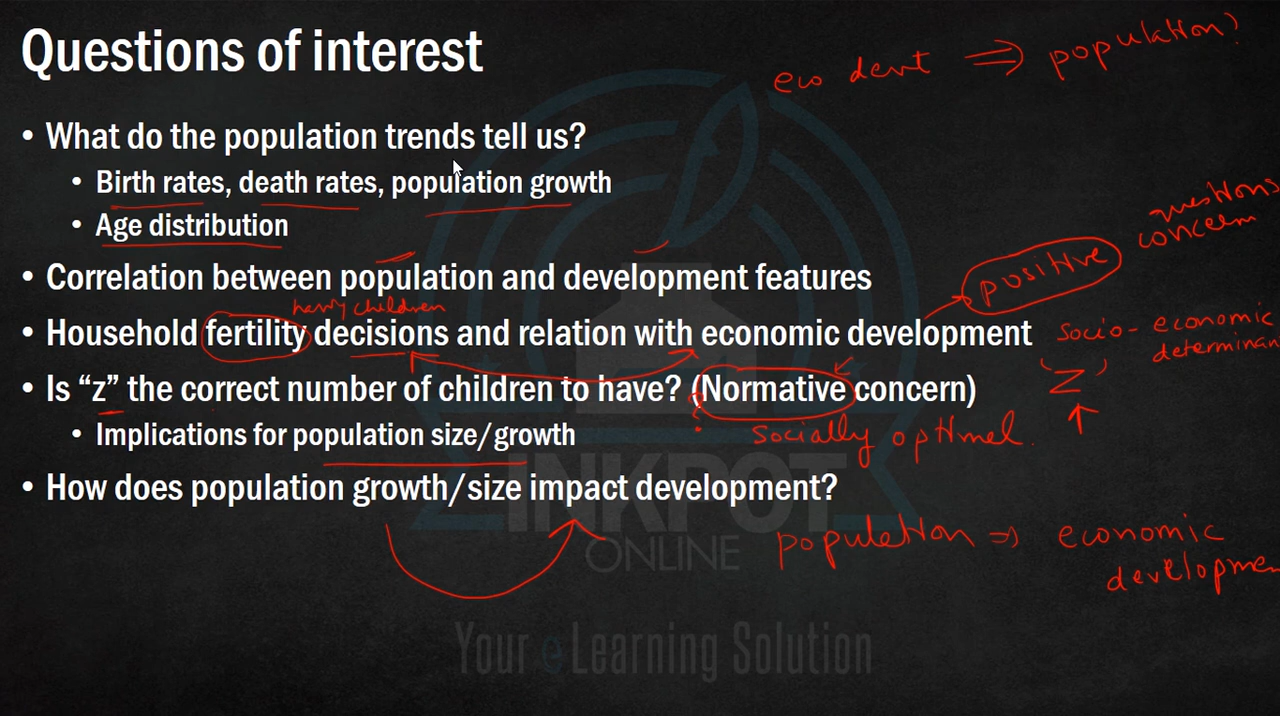 Questions of interest
eco devt ⇒ population?
• What do the population trends tell us?
• Birth rates, death rates, population growth
• Age distribution
questions
concern
positive
• Correlation between population and development features
have children
• Household fertility decisions and relation with economic development
socio-economic
determinan
• Is “z” the correct number of children to have? (Normative concern)
'Z'
?
socially optimal.
• Implications for population size/growth
• How does population growth/size impact development?
population ⇒ economic
developmen
INKPOT
ONLINE
Your e Learning Solution